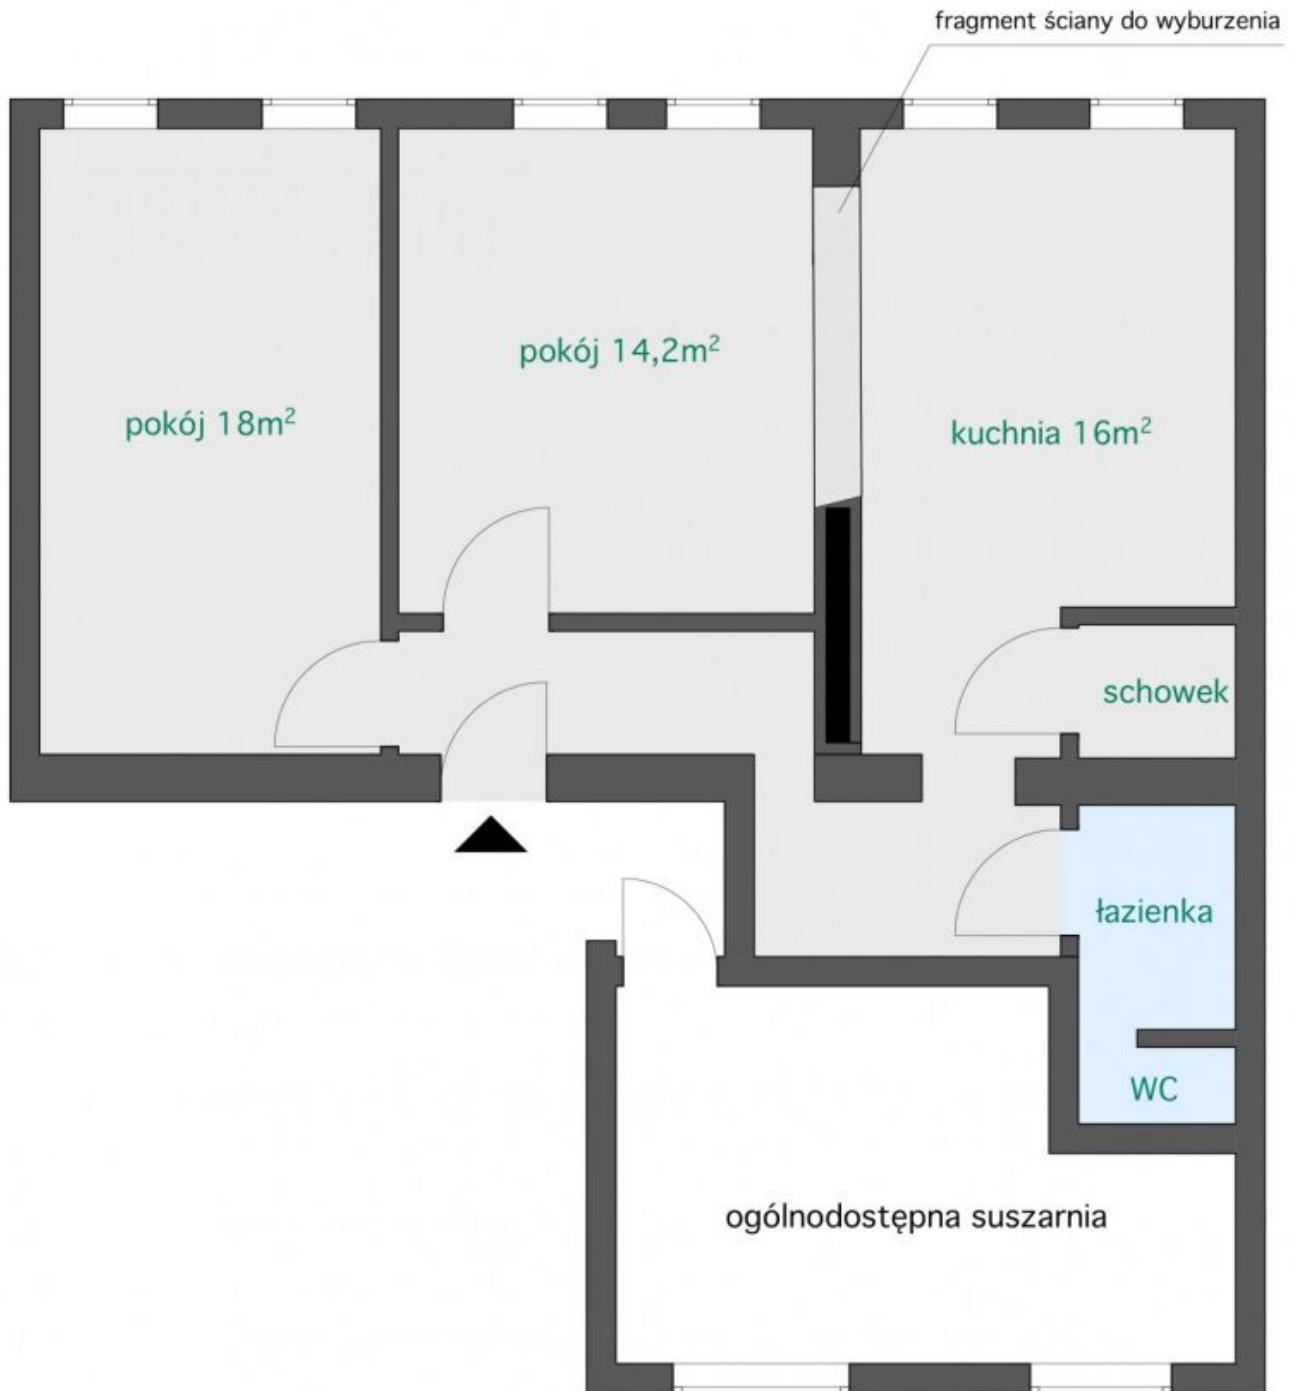 fragment ściany do wyburzenia
pokój 14,2m²
pokój 18m²
kuchnia 16m²
schowek
łazienka
WC
ogólnodostępna suszarnia